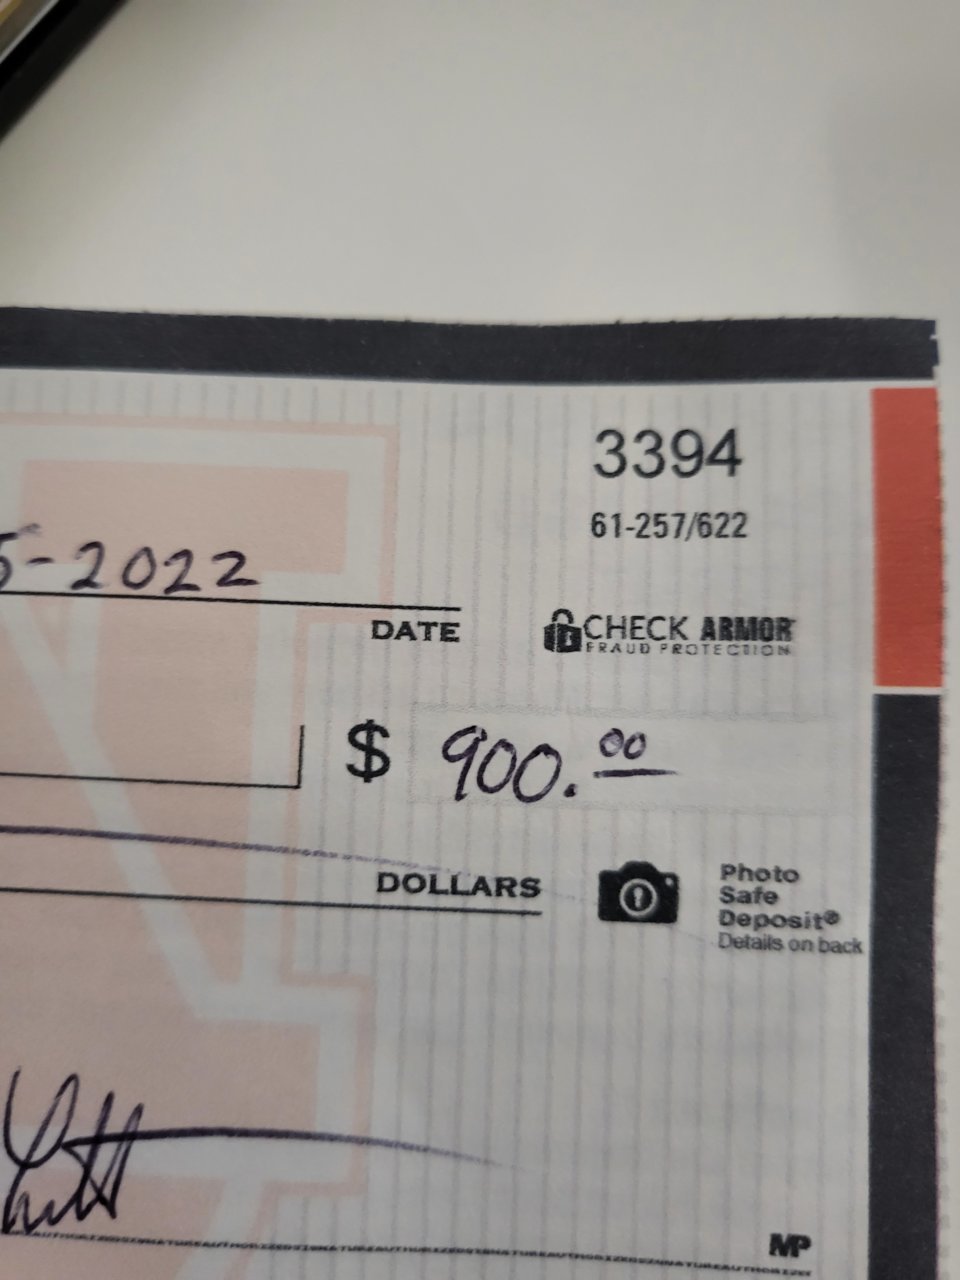 3394
61-257/622
5-2022
DATE
CHECK ARMOR
FRAUD PROTECTION
$ 900.00
DOLLARS
Photo
Safe
Deposit®
Details on back
MP